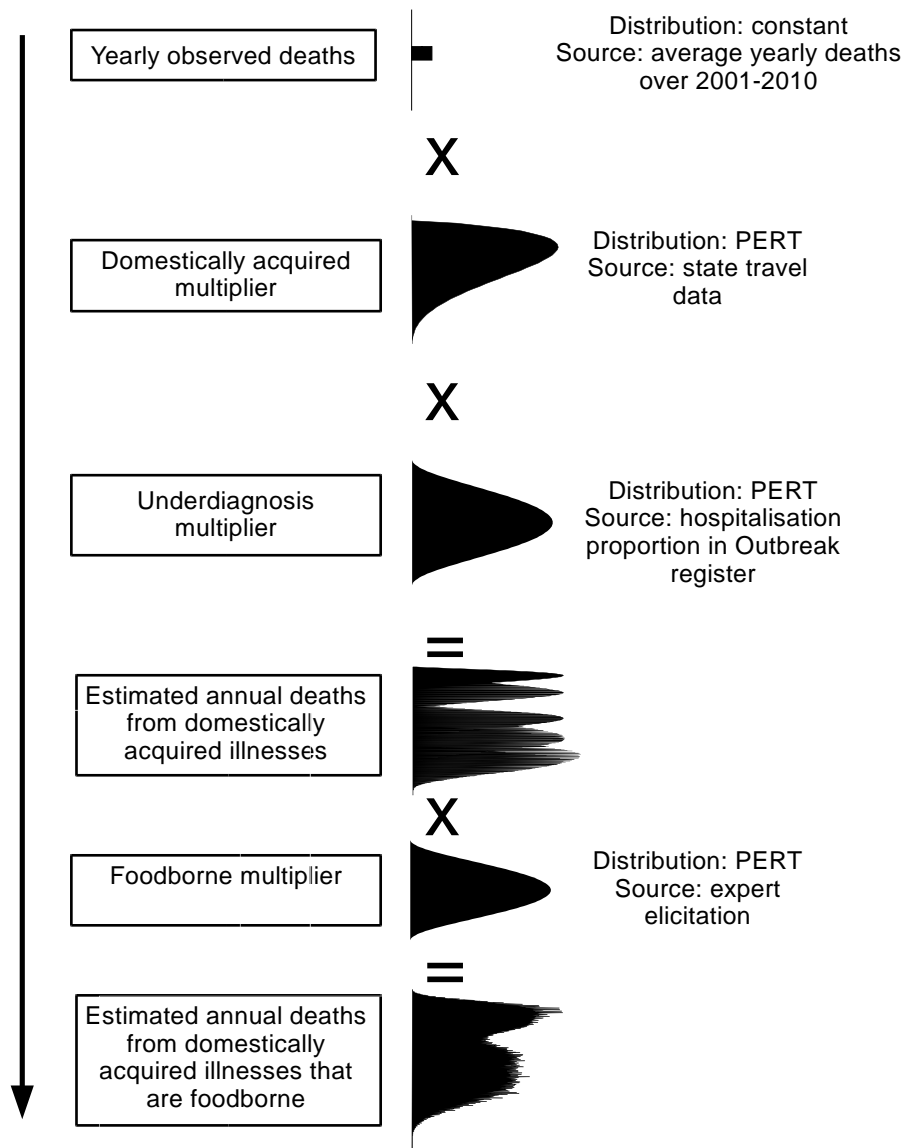 Yearly observed deaths
Distribution: constant
Source: average yearly deaths
over 2001-2010
X
Domestically acquired
multiplier
Distribution: PERT
Source: state travel
data
X
Underdiagnosis
multiplier
Distribution: PERT
Source: hospitalisation
proportion in Outbreak
register
=
Estimated annual deaths
from domestically
acquired illnesses
X
Foodborne multiplier
Distribution: PERT
Source: expert
elicitation
=
Estimated annual deaths
from domestically
acquired illnesses that
are foodborne